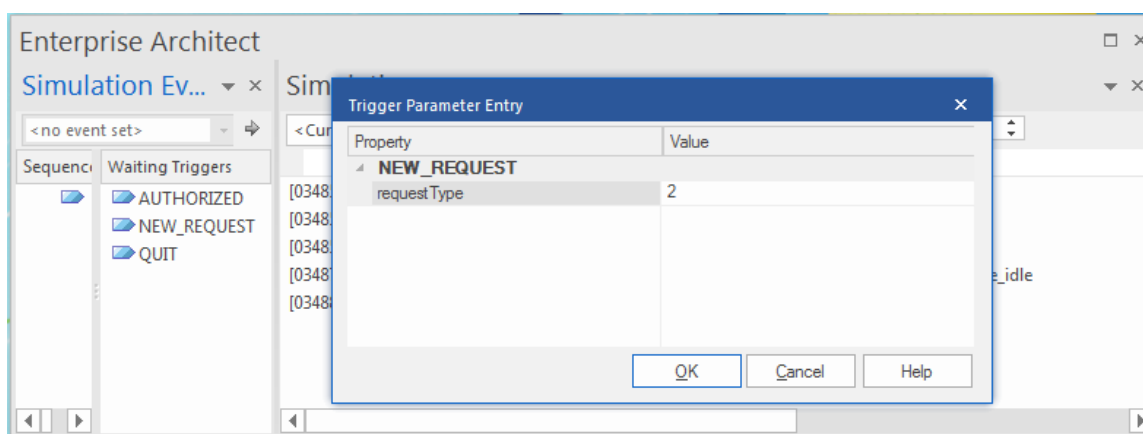 Enterprise Architect
Simulation Ev...
Sim
Trigger Parameter Entry
<no event set>
<Cur
Property Value
Sequenc Waiting Triggers
NEW_REQUEST
requestType 2
AUTHORIZED
NEW_REQUEST
QUIT
[0348
[0348
[0348
[0348
[0348
_idle
OK Cancel Help